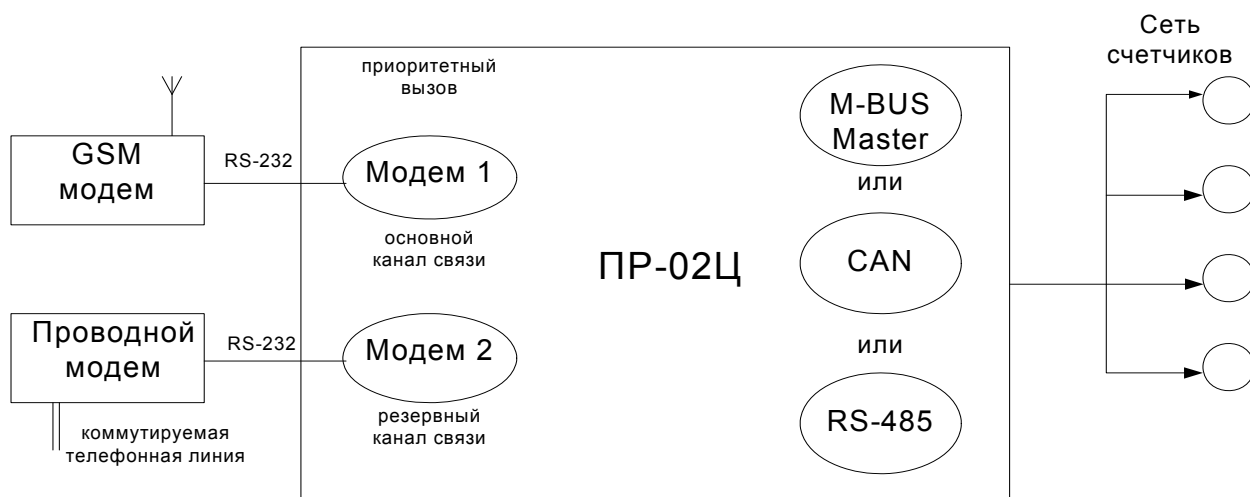 GSM
модем
RS-232
Проводной
модем
RS-232
коммутируемая
телефонная линия
приоритетный
вызов
Модем 1
основной
канал связи
Модем 2
резервный
канал связи
ПР-02Ц
M-BUS
Master
или
CAN
или
RS-485
Сеть
счетчиков